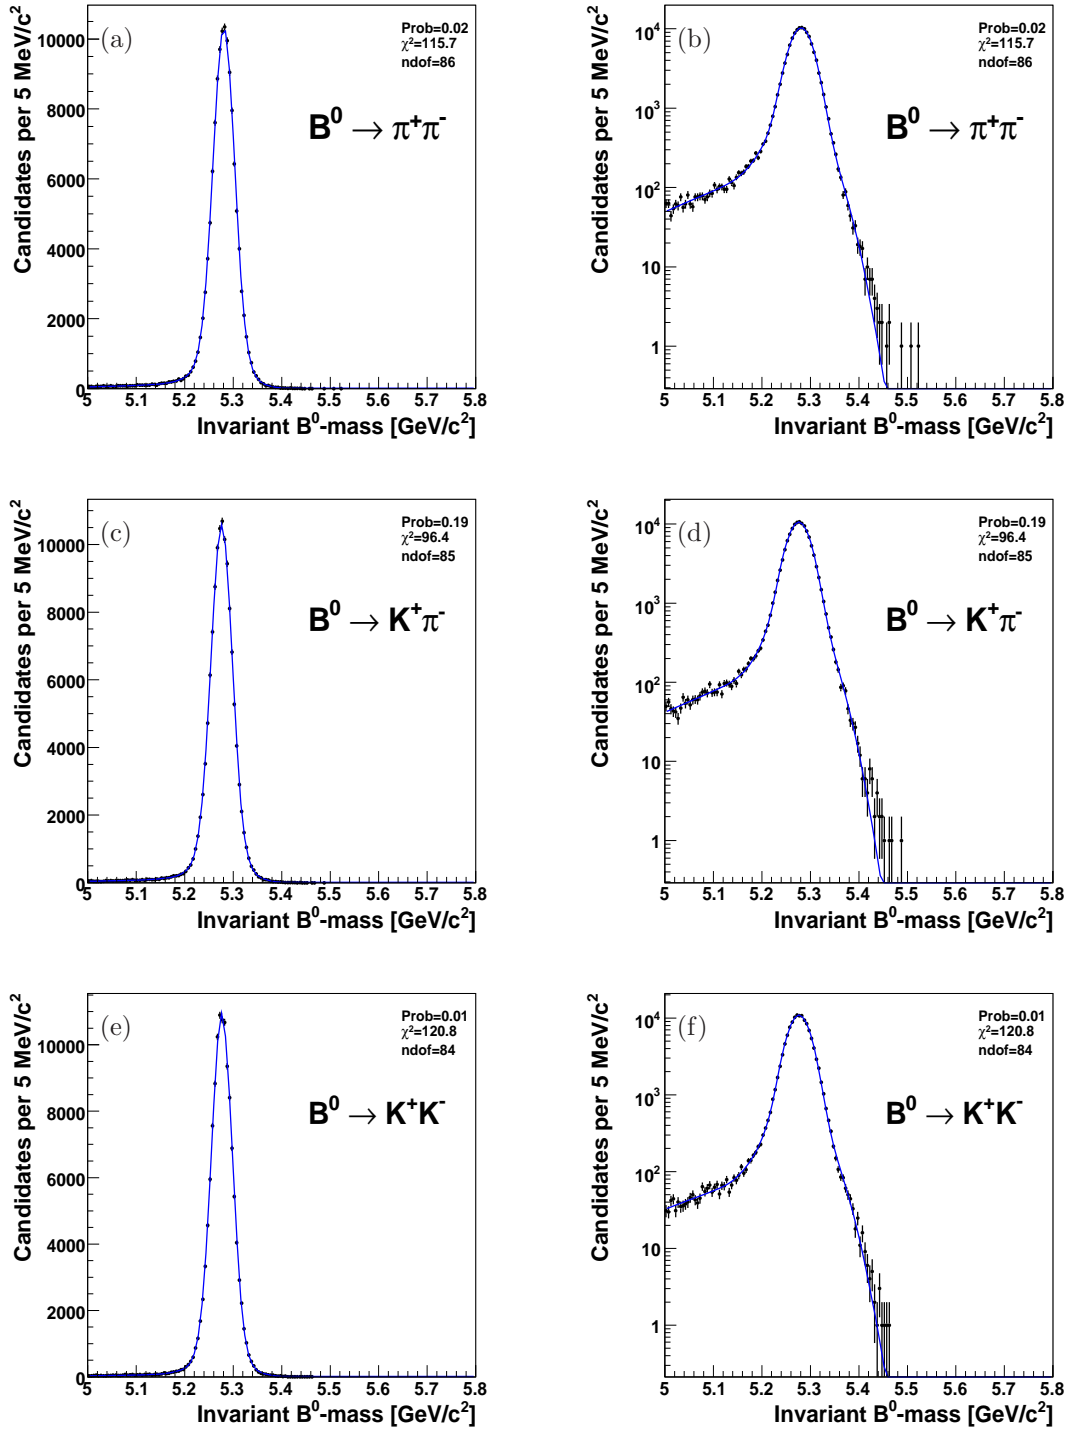 (a)
Prob=0.02
χ²=115.7
ndof=86
B⁰ → π⁺π⁻
Candidates per 5 MeV/c²
10000
8000
6000
4000
2000
0
5 5.1 5.2 5.3 5.4 5.5 5.6 5.7 5.8
Invariant B⁰-mass [GeV/c²]
(b)
Prob=0.02
χ²=115.7
ndof=86
B⁰ → π⁺π⁻
Candidates per 5 MeV/c²
10⁴
10³
10²
10
1
5 5.1 5.2 5.3 5.4 5.5 5.6 5.7 5.8
Invariant B⁰-mass [GeV/c²]
(c)
Prob=0.19
χ²=96.4
ndof=85
B⁰ → K⁺π⁻
Candidates per 5 MeV/c²
10000
8000
6000
4000
2000
0
5 5.1 5.2 5.3 5.4 5.5 5.6 5.7 5.8
Invariant B⁰-mass [GeV/c²]
(d)
Prob=0.19
χ²=96.4
ndof=85
B⁰ → K⁺π⁻
Candidates per 5 MeV/c²
10⁴
10³
10²
10
1
5 5.1 5.2 5.3 5.4 5.5 5.6 5.7 5.8
Invariant B⁰-mass [GeV/c²]
(e)
Prob=0.01
χ²=120.8
ndof=84
B⁰ → K⁺K⁻
Candidates per 5 MeV/c²
10000
8000
6000
4000
2000
0
5 5.1 5.2 5.3 5.4 5.5 5.6 5.7 5.8
Invariant B⁰-mass [GeV/c²]
(f)
Prob=0.01
χ²=120.8
ndof=84
B⁰ → K⁺K⁻
Candidates per 5 MeV/c²
10⁴
10³
10²
10
1
5 5.1 5.2 5.3 5.4 5.5 5.6 5.7 5.8
Invariant B⁰-mass [GeV/c²]